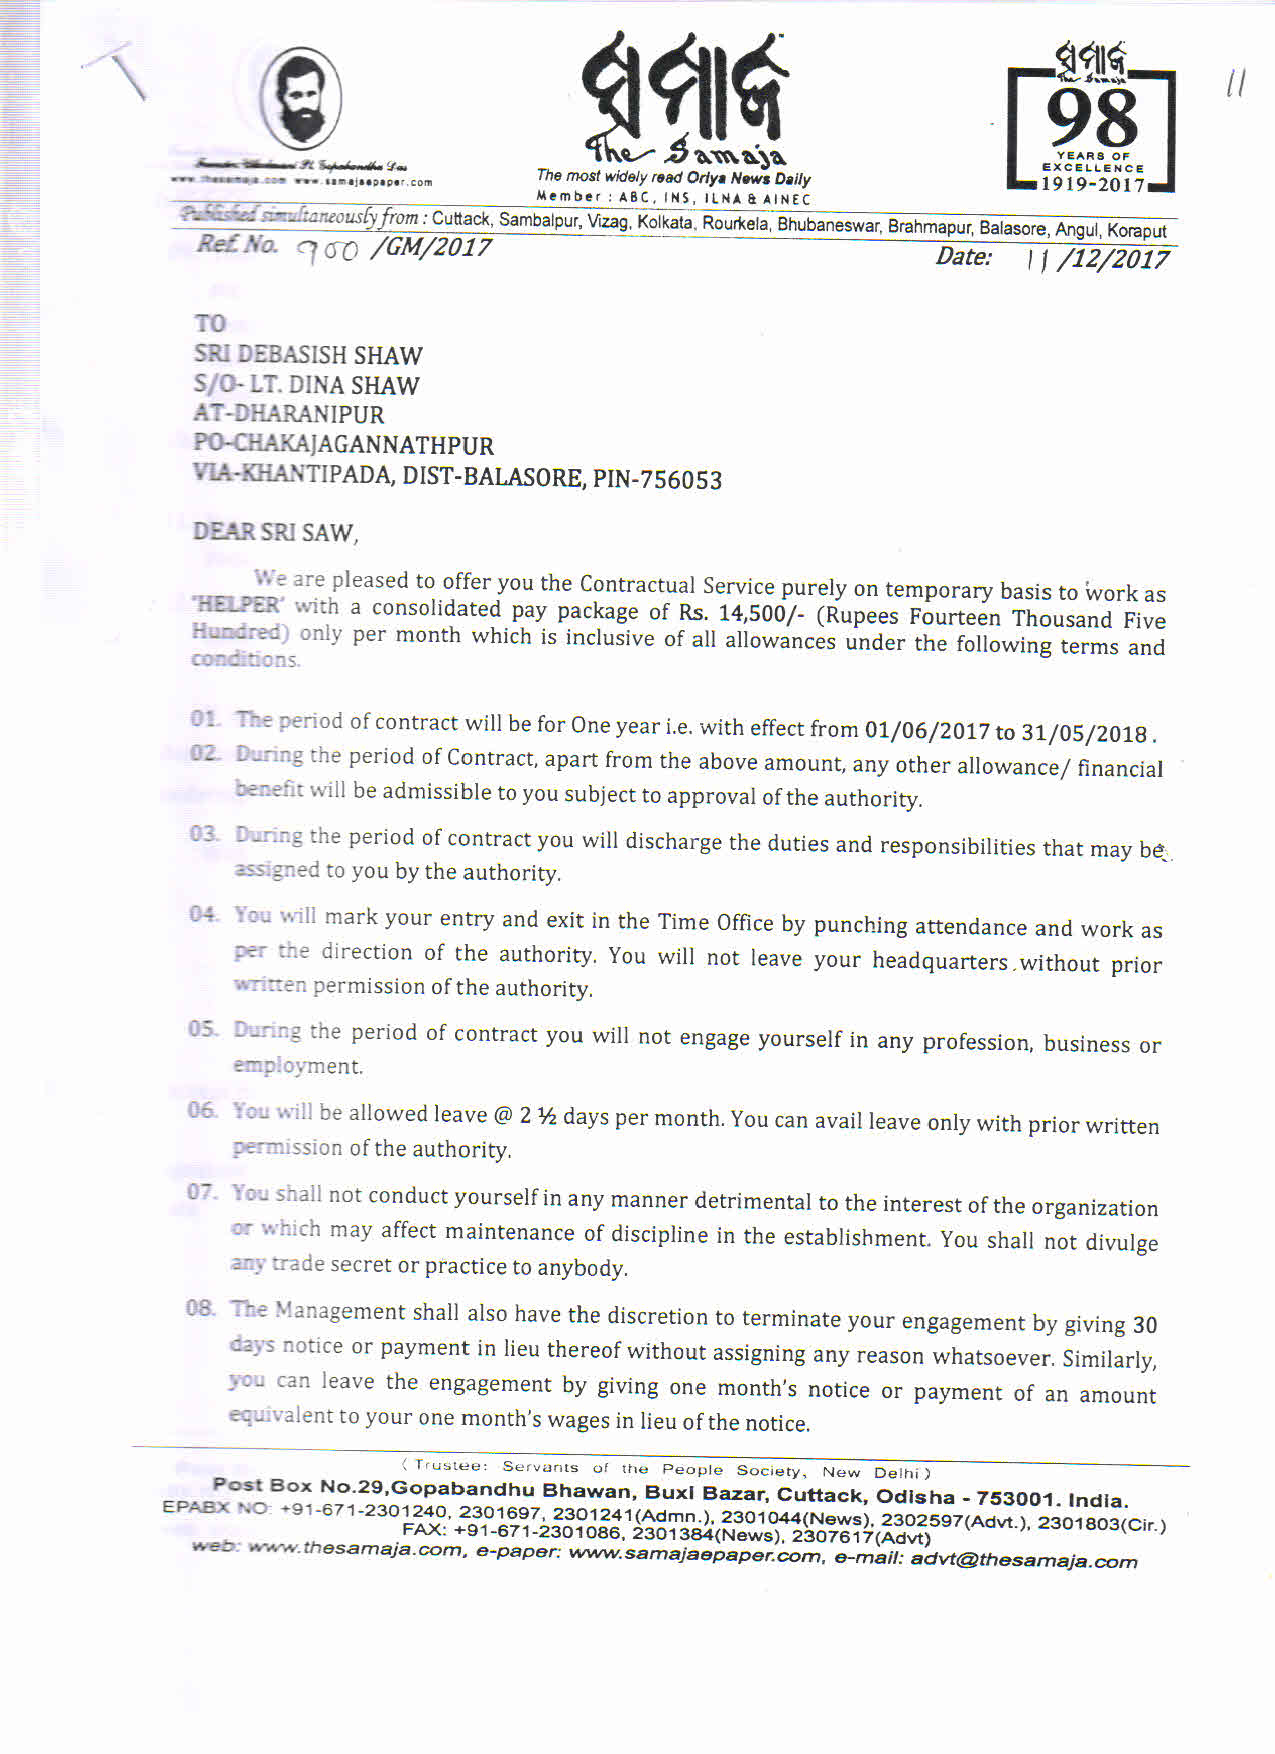 ସମାଜ
The Samaja
The most widely read Oriya News Daily
Member : ABC, INS, ILNA & AINEC
www.thesamaja.com www.samajaepaper.com
ସମାଜ
The Samaja
98
YEARS OF
EXCELLENCE
1919-2017
11
Published simultaneously from : Cuttack, Sambalpur, Vizag, Kolkata, Rourkela, Bhubaneswar, Brahmapur, Balasore, Angul, Koraput
Ref. No. 900 /GM/2017
Date: 11 /12/2017
TO
SRI DEBASISH SHAW
S/O- LT. DINA SHAW
AT-DHARANIPUR
PO-CHAKAJAGANNATHPUR
VIA-KHANTIPADA, DIST-BALASORE, PIN-756053
DEAR SRI SAW,
We are pleased to offer you the Contractual Service purely on temporary basis to work as
'HELPER' with a consolidated pay package of Rs. 14,500/- (Rupees Fourteen Thousand Five
Hundred) only per month which is inclusive of all allowances under the following terms and
conditions.
01. The period of contract will be for One year i.e. with effect from 01/06/2017 to 31/05/2018 .
02. During the period of Contract, apart from the above amount, any other allowance/ financial
benefit will be admissible to you subject to approval of the authority.
03. During the period of contract you will discharge the duties and responsibilities that may be
assigned to you by the authority.
04. You will mark your entry and exit in the Time Office by punching attendance and work as
per the direction of the authority. You will not leave your headquarters without prior
written permission of the authority.
05. During the period of contract you will not engage yourself in any profession, business or
employment.
06. You will be allowed leave @ 2 ½ days per month. You can avail leave only with prior written
permission of the authority.
07. You shall not conduct yourself in any manner detrimental to the interest of the organization
or which may affect maintenance of discipline in the establishment. You shall not divulge
any trade secret or practice to anybody.
08. The Management shall also have the discretion to terminate your engagement by giving 30
days notice or payment in lieu thereof without assigning any reason whatsoever. Similarly,
you can leave the engagement by giving one month's notice or payment of an amount
equivalent to your one month's wages in lieu of the notice.
( Trustee: Servants of the People Society, New Delhi )
Post Box No.29,Gopabandhu Bhawan, Buxi Bazar, Cuttack, Odisha - 753001. India.
EPABX NO: +91-671-2301240, 2301697, 2301241(Admn.), 2301044(News), 2302597(Advt.), 2301803(Cir.)
FAX: +91-671-2301086, 2301384(News), 2307617(Advt)
web: www.thesamaja.com, e-paper: www.samajaepaper.com, e-mail: advt@thesamaja.com